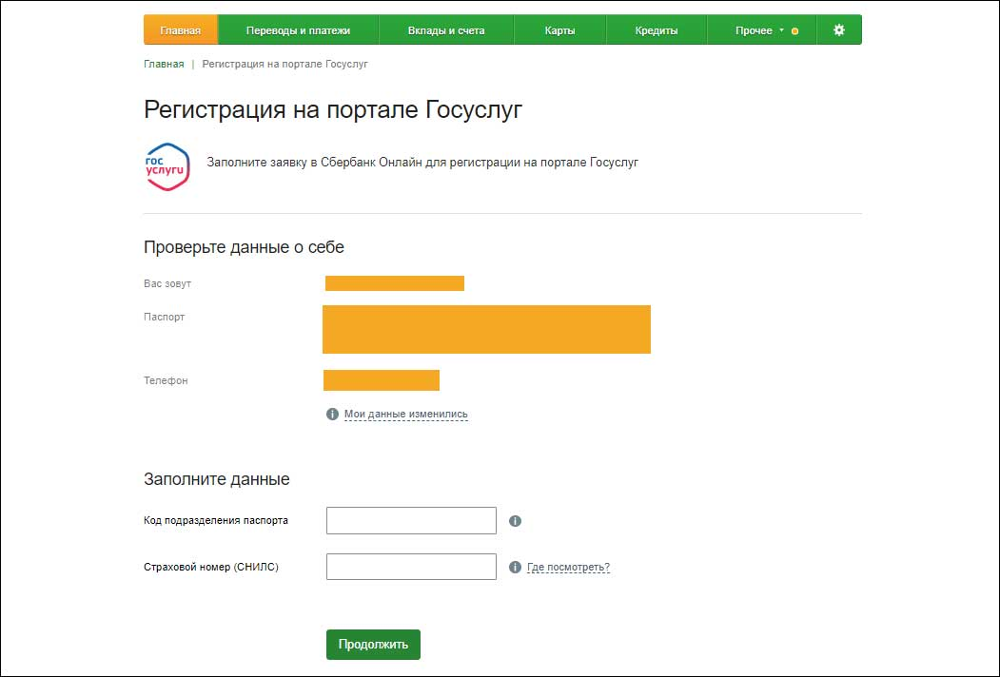 Главная Переводы и платежи Вклады и счета Карты Кредиты Прочее
Главная | Регистрация на портале Госуслуг
Регистрация на портале Госуслуг
гос
услуги
Заполните заявку в Сбербанк Онлайн для регистрации на портале Госуслуг
Проверьте данные о себе
Вас зовут
Паспорт
Телефон
i Мои данные изменились
Заполните данные
Код подразделения паспорта i
Страховой номер (СНИЛС) i Где посмотреть?
Продолжить